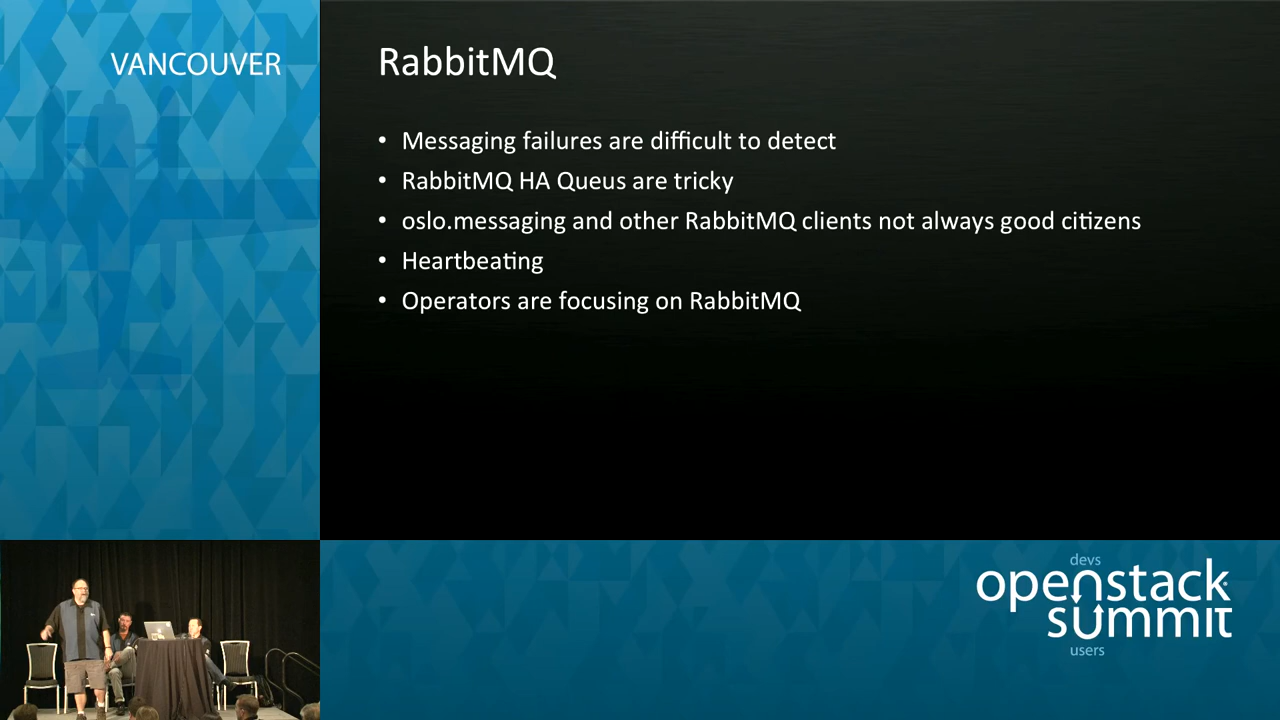 VANCOUVER
RabbitMQ
• Messaging failures are difficult to detect
• RabbitMQ HA Queus are tricky
• oslo.messaging and other RabbitMQ clients not always good citizens
• Heartbeating
• Operators are focusing on RabbitMQ
devs
openstack
summit
users